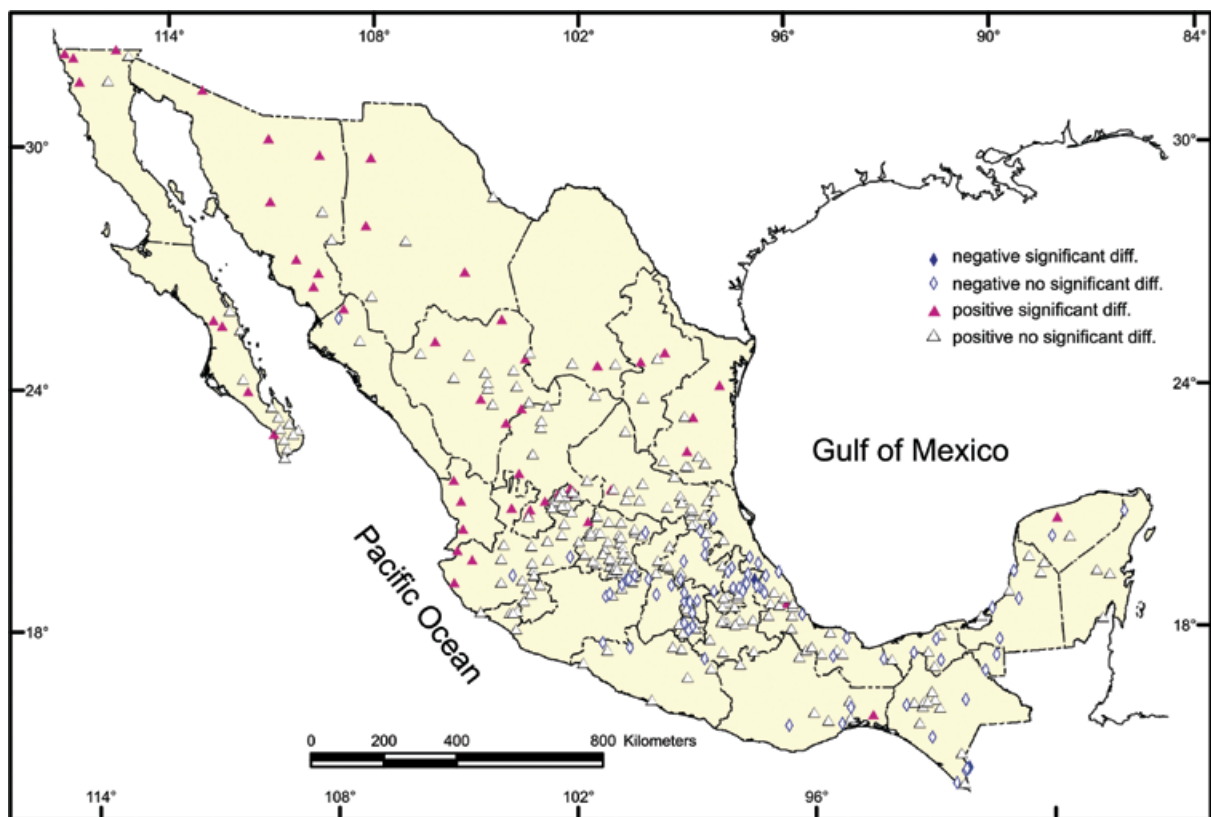 114° 108° 102° 96° 90° 84°
30° 30°
negative significant diff.
negative no significant diff.
positive significant diff.
positive no significant diff.
24° 24°
Gulf of Mexico
Pacific Ocean
18° 18°
0 200 400 800 Kilometers
114° 108° 102° 96°